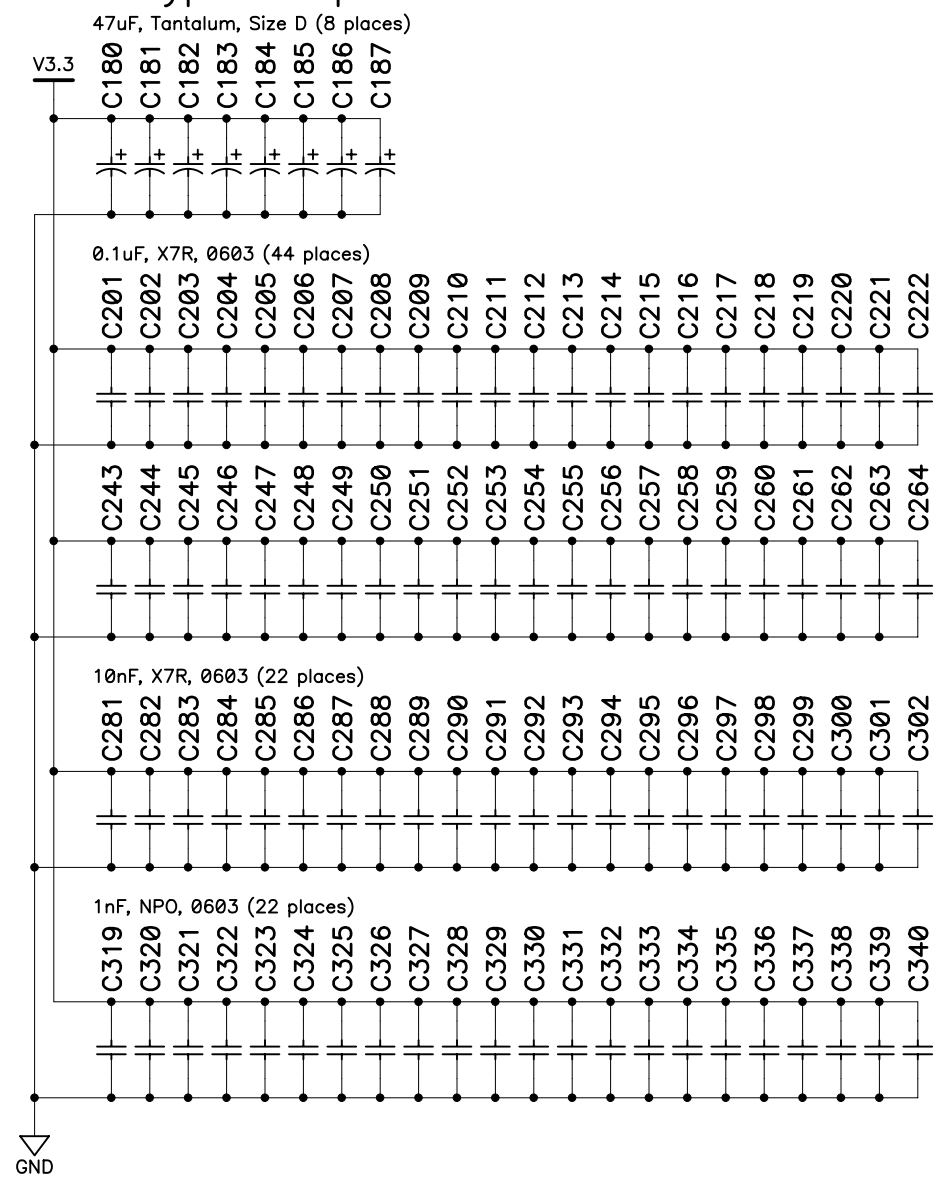 47uF, Tantalum, Size D (8 places)
V3.3
C180 C181 C182 C183 C184 C185 C186 C187
+ + + + + + + +
0.1uF, X7R, 0603 (44 places)
C201 C202 C203 C204 C205 C206 C207 C208 C209 C210 C211 C212 C213 C214 C215 C216 C217 C218 C219 C220 C221 C222
C243 C244 C245 C246 C247 C248 C249 C250 C251 C252 C253 C254 C255 C256 C257 C258 C259 C260 C261 C262 C263 C264
10nF, X7R, 0603 (22 places)
C281 C282 C283 C284 C285 C286 C287 C288 C289 C290 C291 C292 C293 C294 C295 C296 C297 C298 C299 C300 C301 C302
1nF, NPO, 0603 (22 places)
C319 C320 C321 C322 C323 C324 C325 C326 C327 C328 C329 C330 C331 C332 C333 C334 C335 C336 C337 C338 C339 C340
GND